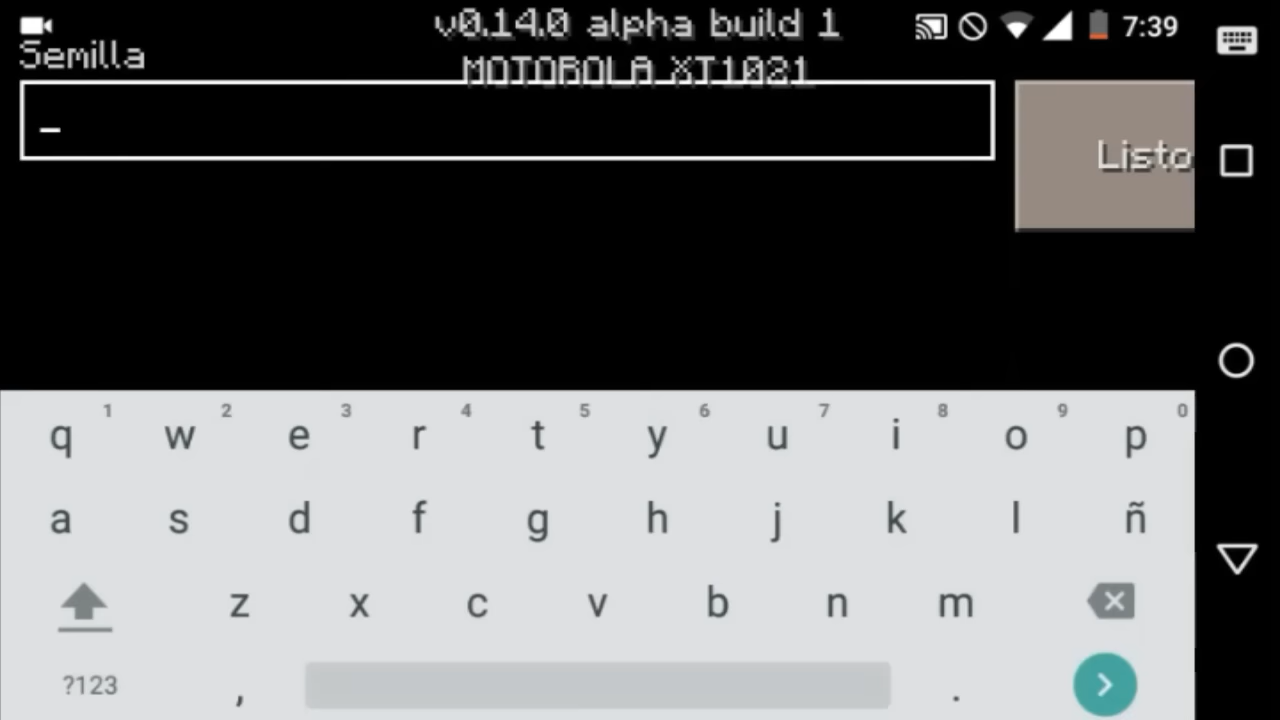 v0.14.0 alpha build 1
7:39
Semilla
MOTOROLA XT1021
_
Listo
1 2 3 4 5 6 7 8 9 0
q w e r t y u i o p
a s d f g h j k l ñ
z x c v b n m
?123 , .